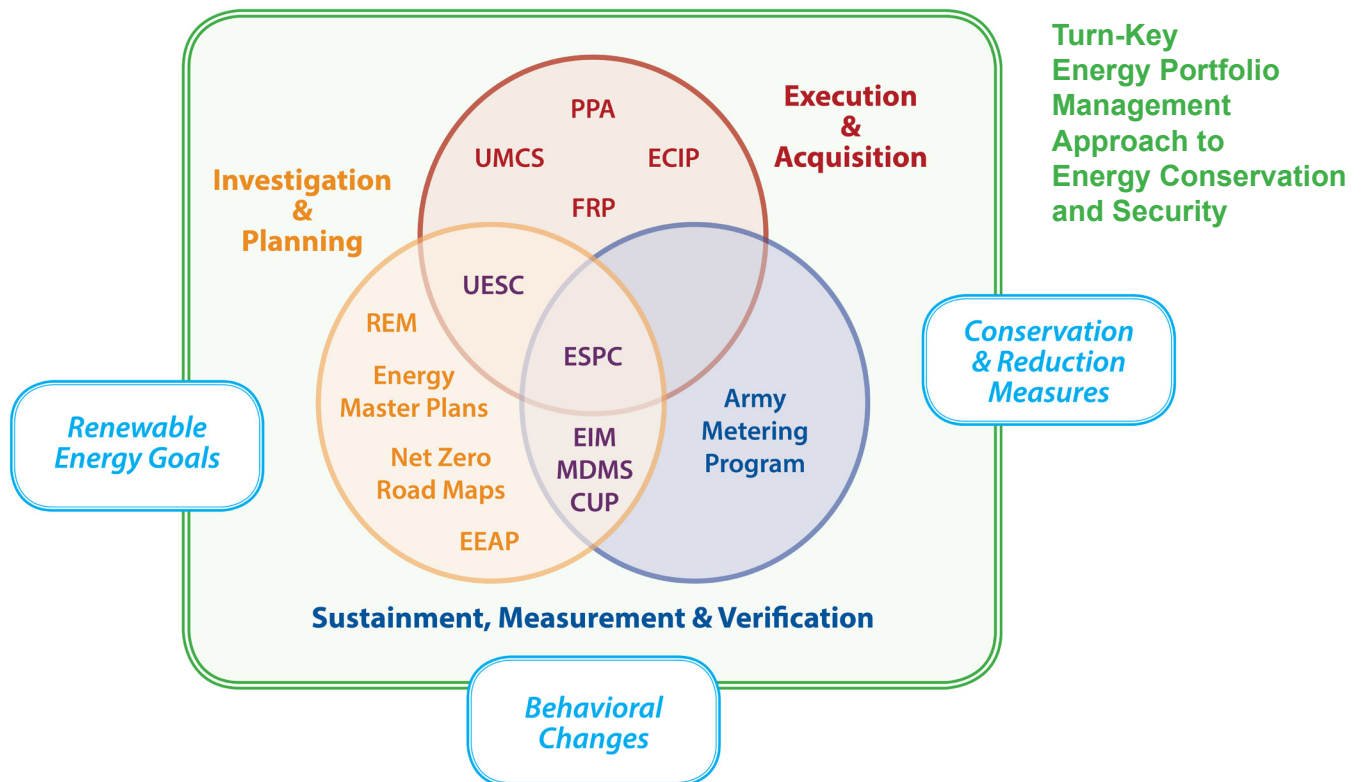 Turn-Key
Energy Portfolio
Management
Approach to
Energy Conservation
and Security
Execution
&
Acquisition
PPA
UMCS
ECIP
FRP
Investigation
&
Planning
UESC
REM
Energy
Master Plans
Net Zero
Road Maps
EEAP
ESPC
EIM
MDMS
CUP
Army
Metering
Program
Sustainment, Measurement & Verification
Conservation
& Reduction
Measures
Renewable
Energy Goals
Behavioral
Changes